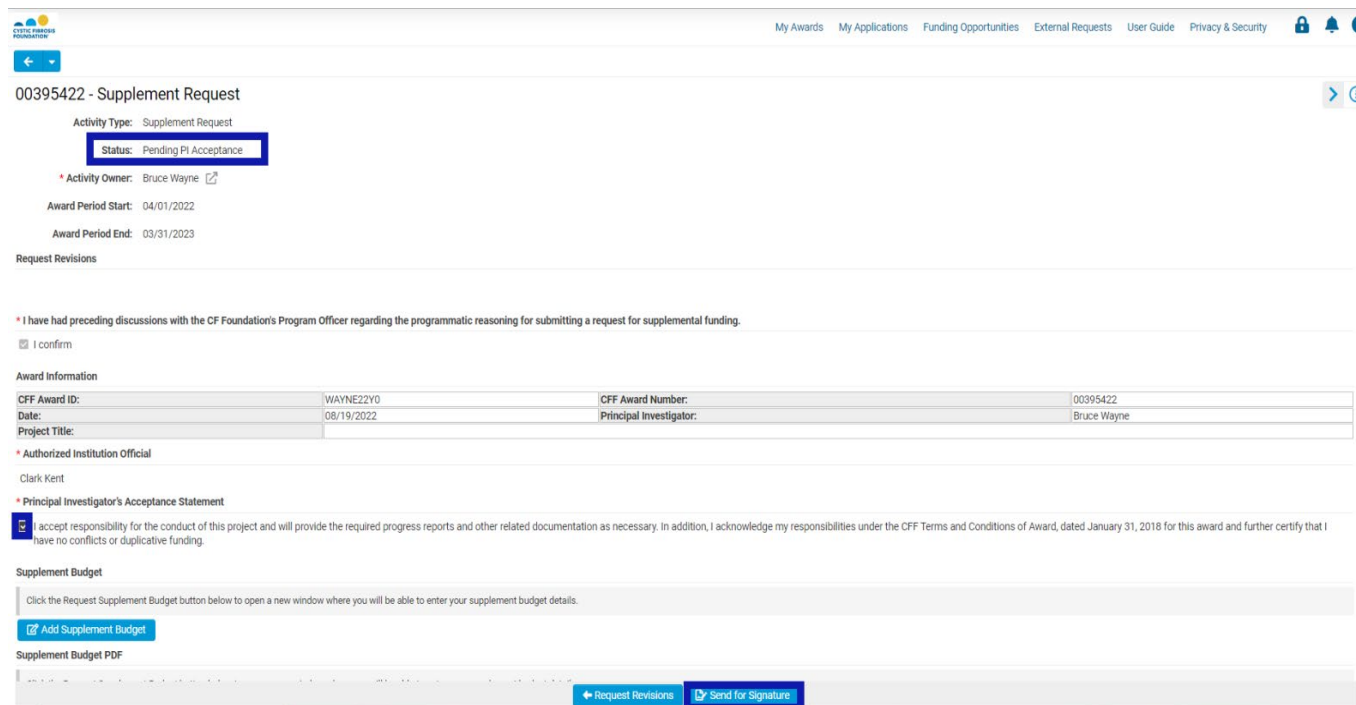 CYSTIC FIBROSIS
FOUNDATION
My Awards My Applications Funding Opportunities External Requests User Guide Privacy & Security
00395422 - Supplement Request
Activity Type: Supplement Request
Status: Pending PI Acceptance
* Activity Owner: Bruce Wayne
Award Period Start: 04/01/2022
Award Period End: 03/31/2023
Request Revisions
* I have had preceding discussions with the CF Foundation's Program Officer regarding the programmatic reasoning for submitting a request for supplemental funding.
I confirm
Award Information
CFF Award ID: WAYNE22Y0 CFF Award Number: 00395422
Date: 08/19/2022 Principal Investigator: Bruce Wayne
Project Title:
* Authorized Institution Official
Clark Kent
* Principal Investigator's Acceptance Statement
I accept responsibility for the conduct of this project and will provide the required progress reports and other related documentation as necessary. In addition, I acknowledge my responsibilities under the CFF Terms and Conditions of Award, dated January 31, 2018 for this award and further certify that I
have no conflicts or duplicative funding.
Supplement Budget
Click the Request Supplement Budget button below to open a new window where you will be able to enter your supplement budget details.
Add Supplement Budget
Supplement Budget PDF
Request Revisions Send for Signature